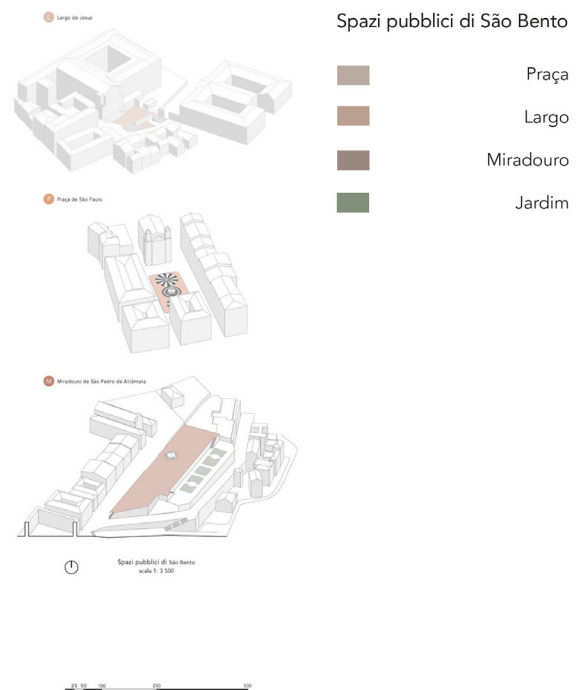 L Largo de Jesus
P Praça de São Paulo
M Miradouro de São Pedro de Alcântara
Spazi pubblici di São Bento
scala 1: 3 500
25 50 100 250 500
Spazi pubblici di São Bento
Praça
Largo
Miradouro
Jardim